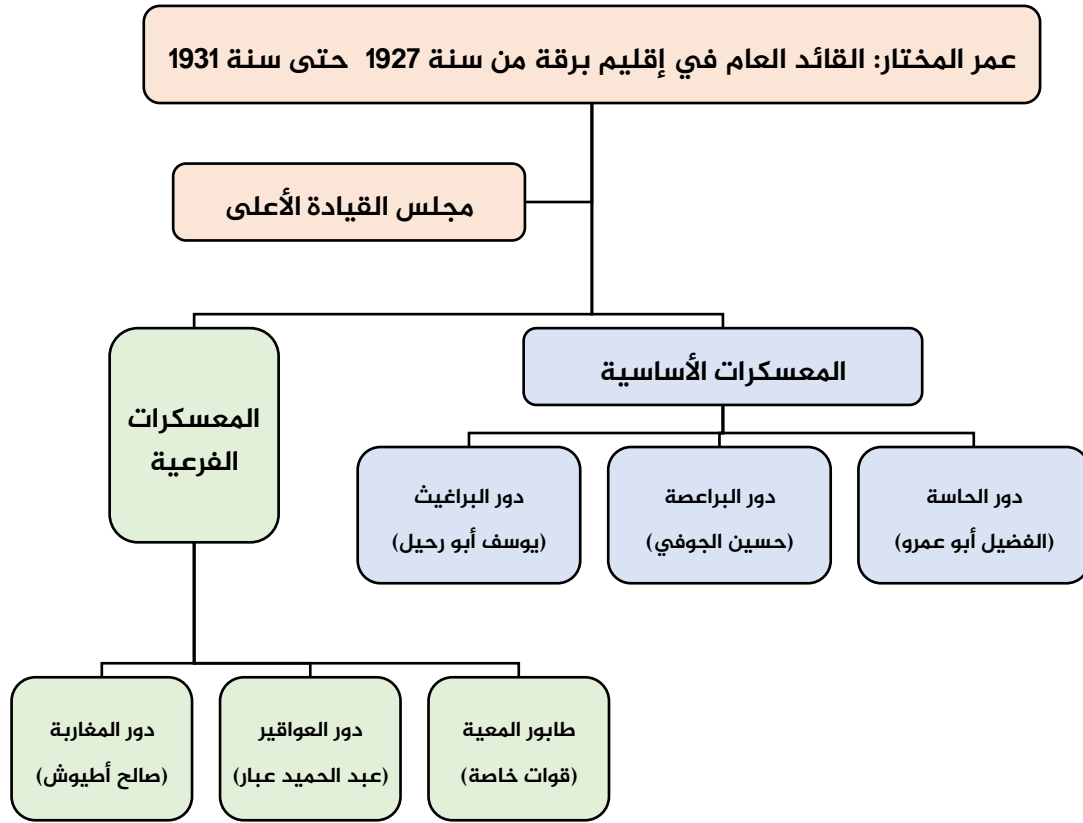 عمر المختار: القائد العام في إقليم برقة من سنة 1927 حتى سنة 1931
مجلس القيادة الأعلى
المعسكرات الأساسية
دور الحاسة
(الفضيل أبو عمرو)
دور البراعصة
(حسين الجوفي)
دور البراغيث
(يوسف أبو رحيل)
المعسكرات
الفرعية
طابور المعية
(قوات خاصة)
دور العواقير
(عبد الحميد عبار)
دور المغاربة
(صالح أطيوش)